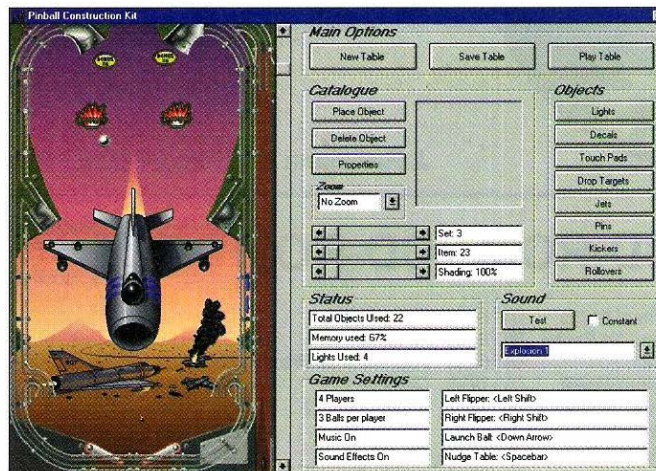 Pinball Construction Kit
Main Options
New Table
Save Table
Play Table
Catalogue
Place Object
Delete Object
Properties
Zoom
No Zoom
Set: 3
Item: 23
Shading: 100%
Objects
Lights
Decals
Touch Pads
Drop Targets
Jets
Pins
Kickers
Rollovers
Status
Total Objects Used: 22
Memory used: 67%
Lights Used: 4
Sound
Test
Constant
Explosion 1
Game Settings
4 Players
3 Balls per player
Music On
Sound Effects On
Left Flipper: <Left Shift>
Right Flipper: <Right Shift>
Launch Ball: <Down Arrow>
Nudge Table: <Spacebar>